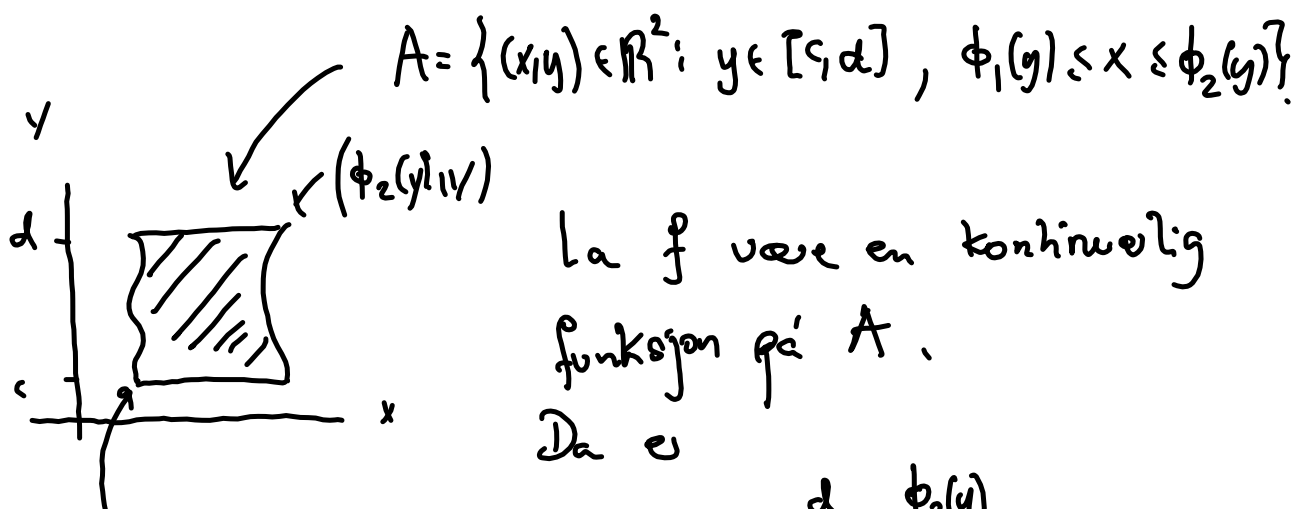 A = {(x,y) ∈ ℝ²: y ∈ [c,d], ϕ₁(y) ≤ x ≤ ϕ₂(y)}.
y
(ϕ₂(y), y)
d
La f være en kontinuerlig
funksjon på A.
c
x
Da er
d ϕ₂(y)